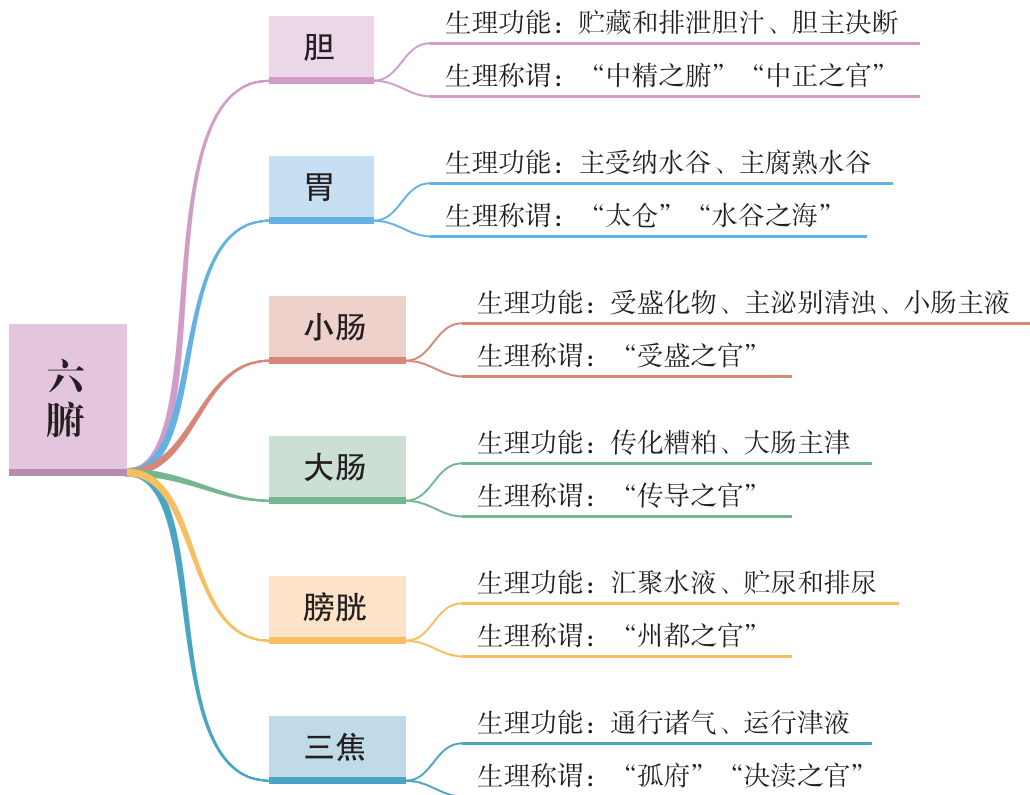 六
腑
胆
生理功能：贮藏和排泄胆汁、胆主决断
生理称谓：“中精之腑”“中正之官”
胃
生理功能：主受纳水谷、主腐熟水谷
生理称谓：“太仓”“水谷之海”
小肠
生理功能：受盛化物、主泌别清浊、小肠主液
生理称谓：“受盛之官”
大肠
生理功能：传化糟粕、大肠主津
生理称谓：“传导之官”
膀胱
生理功能：汇聚水液、贮尿和排尿
生理称谓：“州都之官”
三焦
生理功能：通行诸气、运行津液
生理称谓：“孤府”“决渎之官”